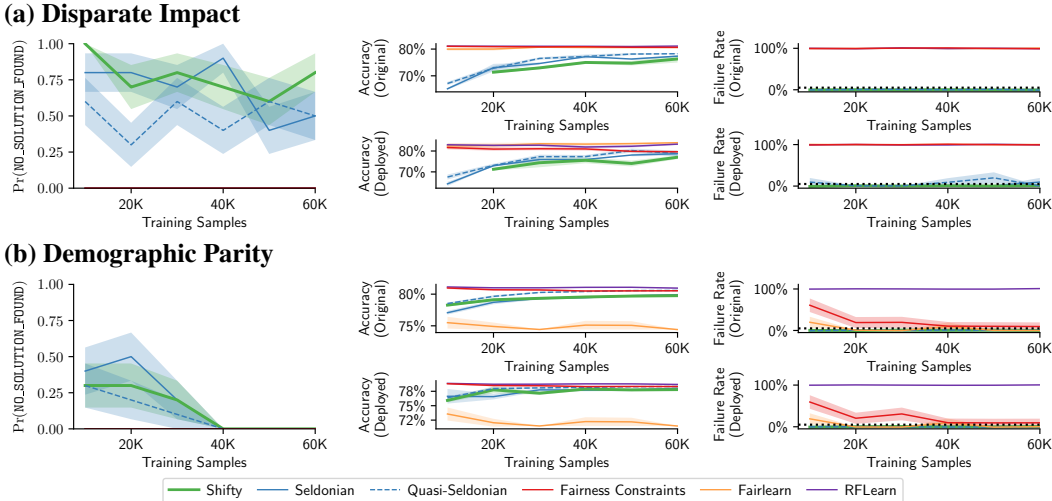 (a) Disparate Impact
Pr(NO_SOLUTION_FOUND)
1.00
0.75
0.50
0.25
0.00
20K
40K
60K
Training Samples
Accuracy
(Original)
80%
70%
20K
40K
60K
Training Samples
Accuracy
(Deployed)
80%
70%
20K
40K
60K
Training Samples
Failure Rate
(Original)
100%
0%
20K
40K
60K
Training Samples
Failure Rate
(Deployed)
100%
0%
20K
40K
60K
Training Samples
(b) Demographic Parity
Pr(NO_SOLUTION_FOUND)
1.00
0.75
0.50
0.25
0.00
20K
40K
60K
Training Samples
Accuracy
(Original)
80%
75%
20K
40K
60K
Training Samples
Accuracy
(Deployed)
78%
75%
72%
20K
40K
60K
Training Samples
Failure Rate
(Original)
100%
0%
20K
40K
60K
Training Samples
Failure Rate
(Deployed)
100%
0%
20K
40K
60K
Training Samples
Shifty Seldonian Quasi-Seldonian Fairness Constraints Fairlearn RFLearn